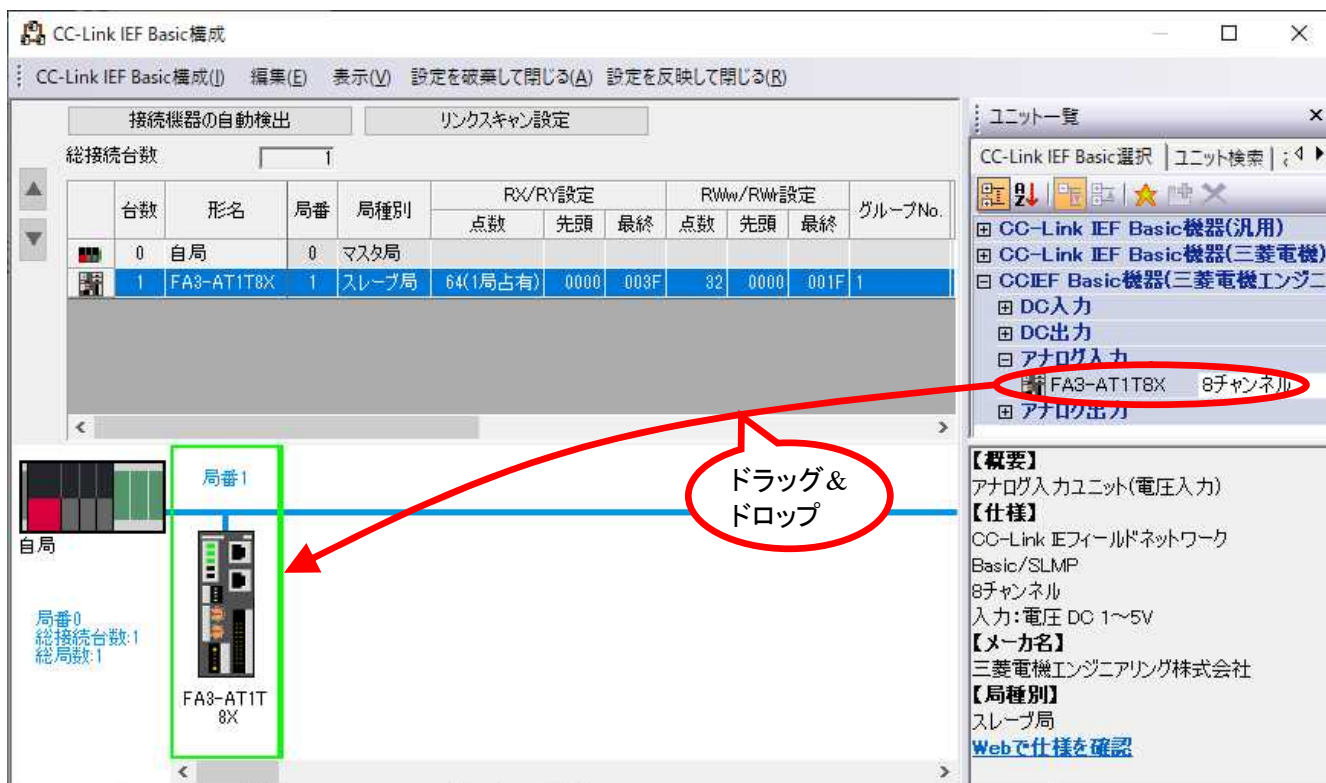 CC-Link IEF Basic構成
CC-Link IEF Basic構成(I) 編集(E) 表示(V) 設定を破棄して閉じる(A) 設定を反映して閉じる(R)
接続機器の自動検出 リンクスキャン設定
総接続台数 1
台数 形名 局番 局種別 RX/RY設定 RWw/RWr設定 グループNo.
点数 先頭 最終 点数 先頭 最終
0 自局 0 マスタ局
1 FA3-AT1T8X 1 スレーブ局 64(1局占有) 0000 003F 32 0000 001F 1
ユニット一覧
CC-Link IEF Basic選択 ユニット検索
CC-Link IEF Basic機器(汎用)
CC-Link IEF Basic機器(三菱電機)
CCIEF Basic機器(三菱電機エンジニ
DC入力
DC出力
アナログ入力
FA3-AT1T8X 8チャンネル
アナログ出力
ドラッグ&
ドロップ
自局
局番0
総接続台数:1
総局数:1
局番1
FA3-AT1T
8X
【概要】
アナログ入力ユニット(電圧入力)
【仕様】
CC-Link IEフィールドネットワーク
Basic/SLMP
8チャンネル
入力:電圧 DC 1~5V
【メーカ名】
三菱電機エンジニアリング株式会社
【局種別】
スレーブ局
Webで仕様を確認